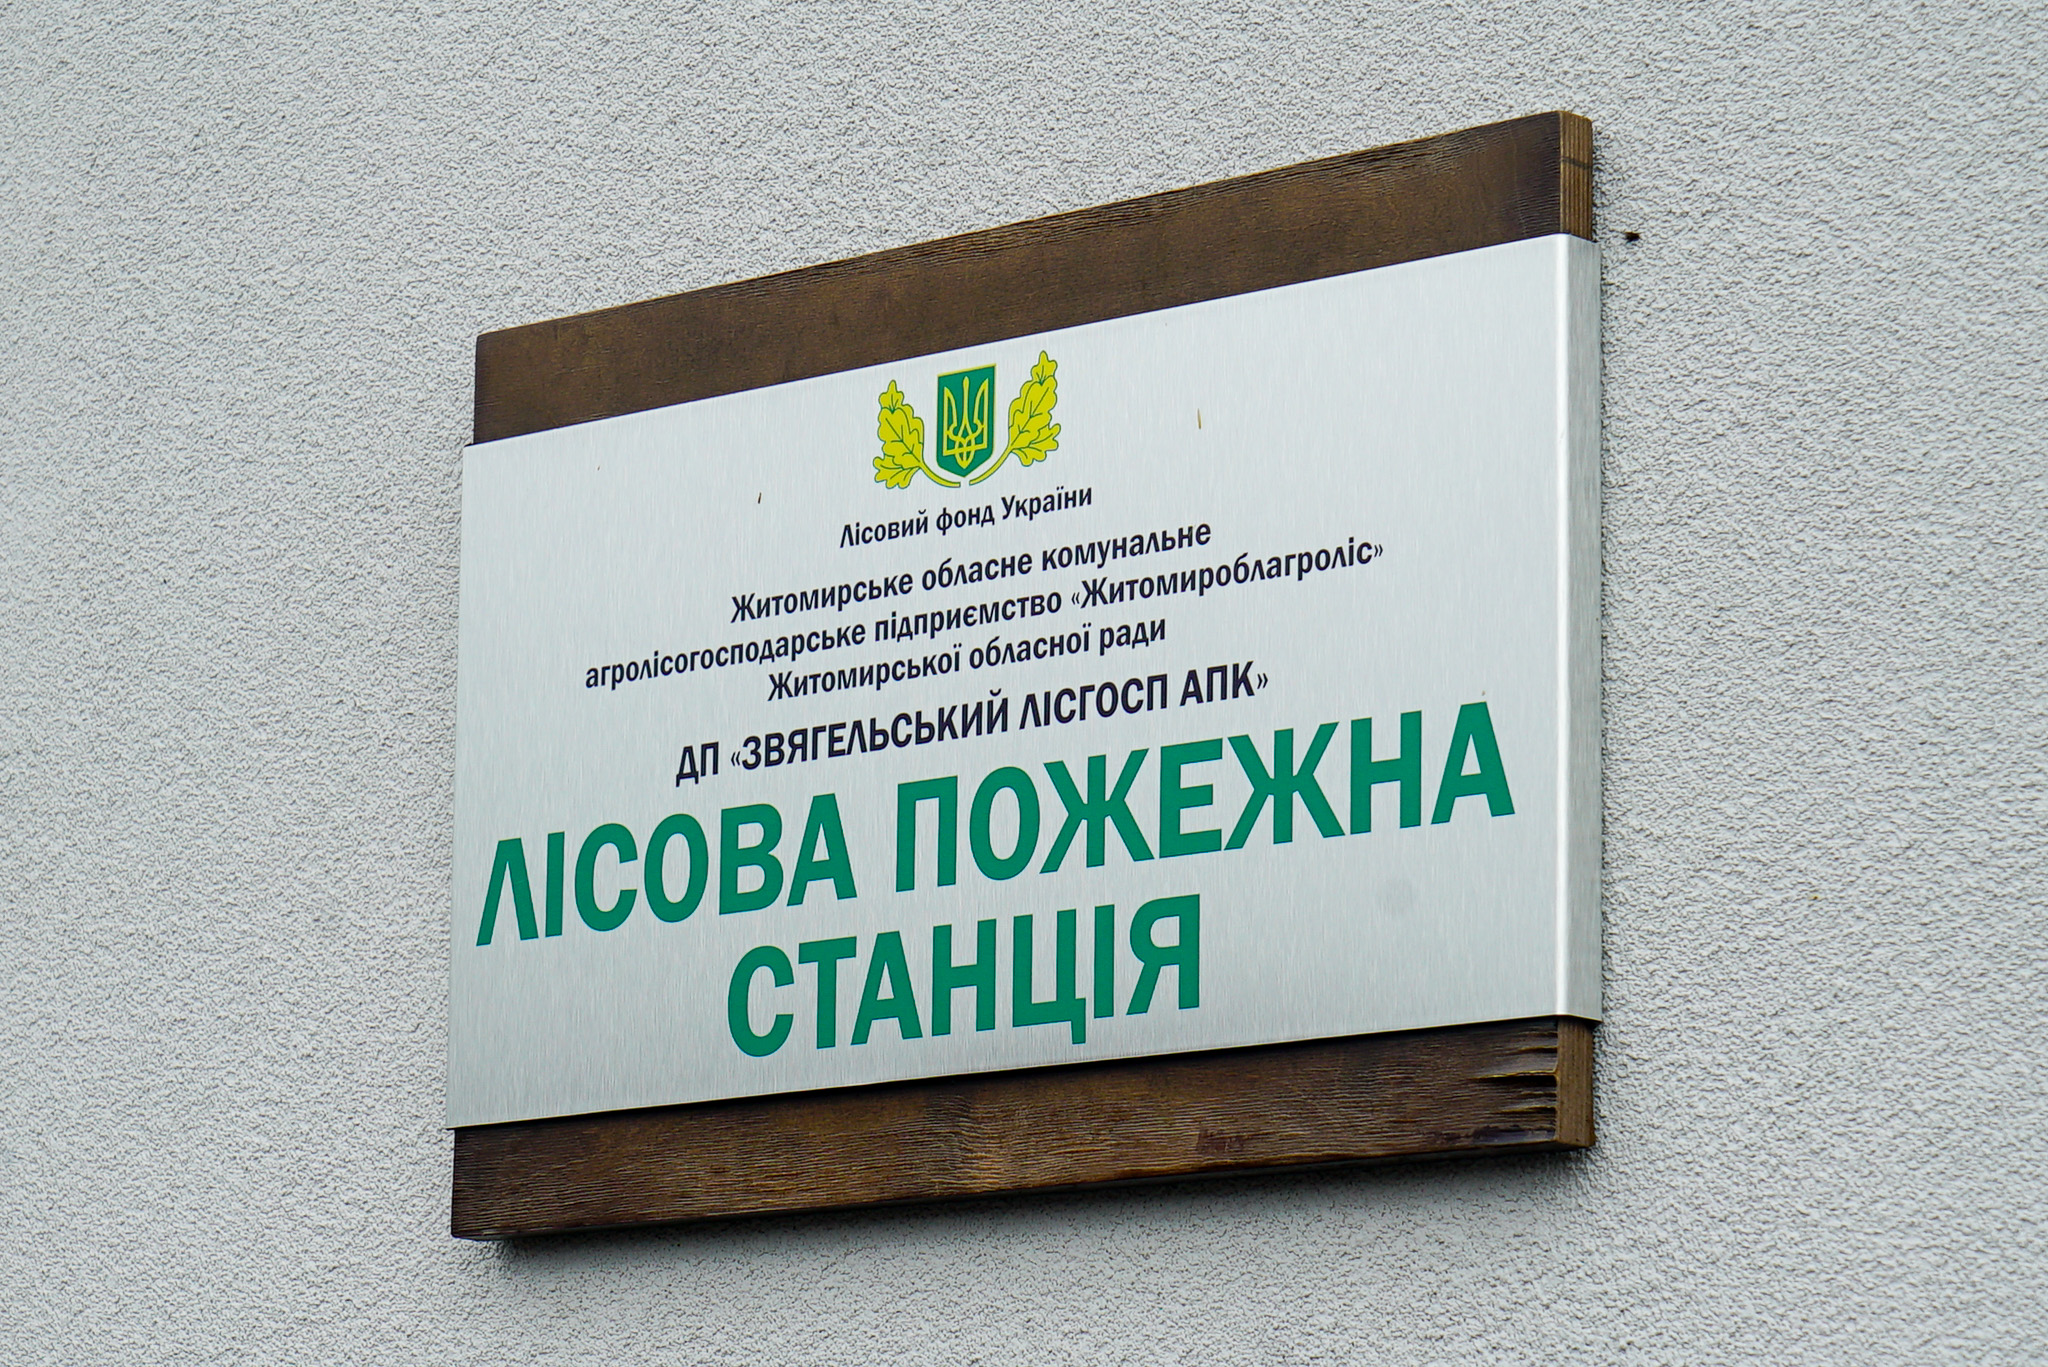 Лісовий фонд України
Житомирське обласне комунальне
агролісогосподарське підприємство «Житомироблагроліс»
Житомирської обласної ради
ДП «ЗВЯГЕЛЬСЬКИЙ ЛІСГОСП АПК»
ЛІСОВА ПОЖЕЖНА
СТАНЦІЯ